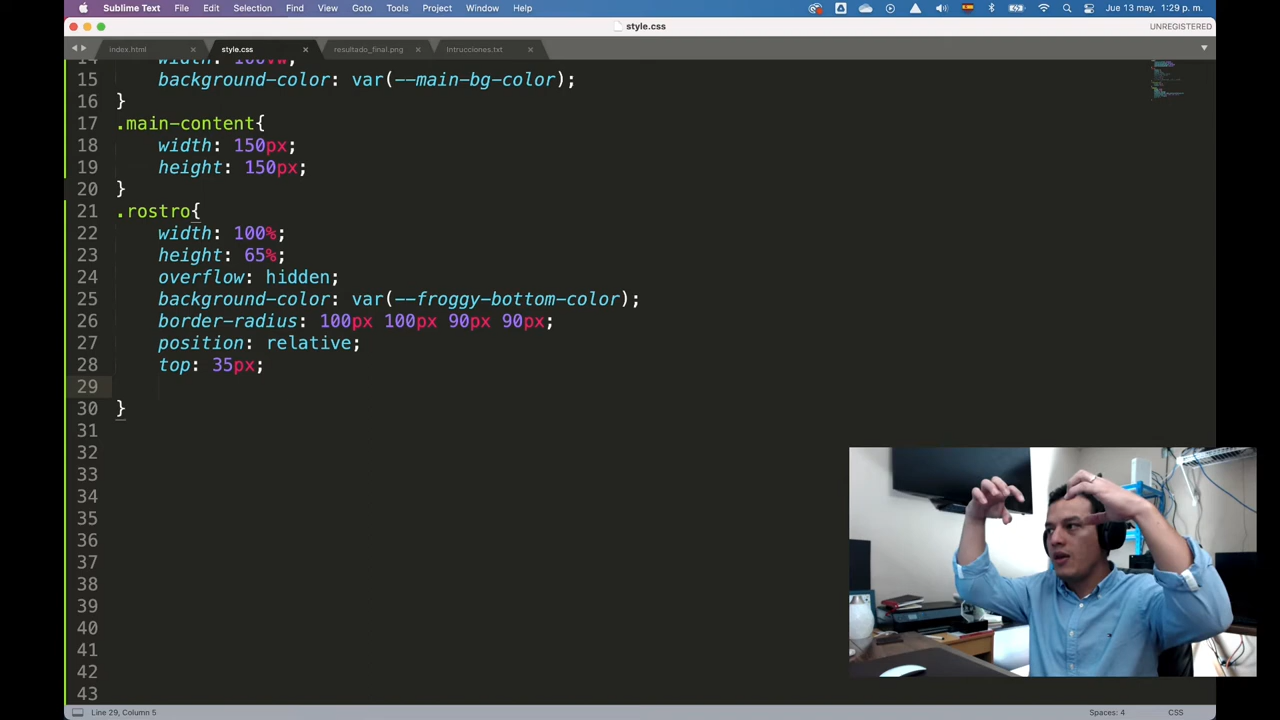 Sublime Text File Edit Selection Find View Goto Tools Project Window Help Jue 13 may. 1:29 p. m.
style.css UNREGISTERED
index.html style.css resultado_final.png Intrucciones.txt
14 width: 100vw;
15 background-color: var(--main-bg-color);
16 }
17 .main-content{
18 width: 150px;
19 height: 150px;
20 }
21 .rostro{
22 width: 100%;
23 height: 65%;
24 overflow: hidden;
25 background-color: var(--froggy-bottom-color);
26 border-radius: 100px 100px 90px 90px;
27 position: relative;
28 top: 35px;
29
30 }
31
32
33
34
35
36
37
38
39
40
41
42
43
Line 29, Column 5 Spaces: 4 CSS